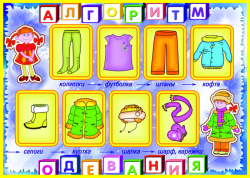 АЛГОРИТМ
колготки футболка штаны кофта
сапоги куртка шапка шарф, варежки
ОДЕВАНИЯ